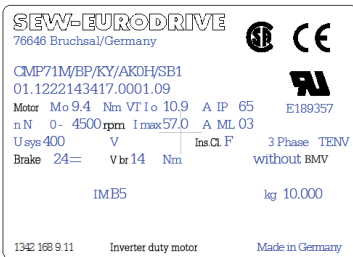 SEW-EURODRIVE
76646 Bruchsal/Germany
CMP71M/BP/KY/AK0H/SB1
01.1222143417.0001.09
Motor Mo 9.4 Nm VT Io 10.9 A IP 65 E189357
nN 0- 4500 rpm Imax 57.0 A ML 03
Usys 400 V Ins.Cl. F 3 Phase TENV
Brake 24= Vbr 14 Nm without BMV
IM B5 kg 10.000
1342 168 9.11 Inverter duty motor Made in Germany